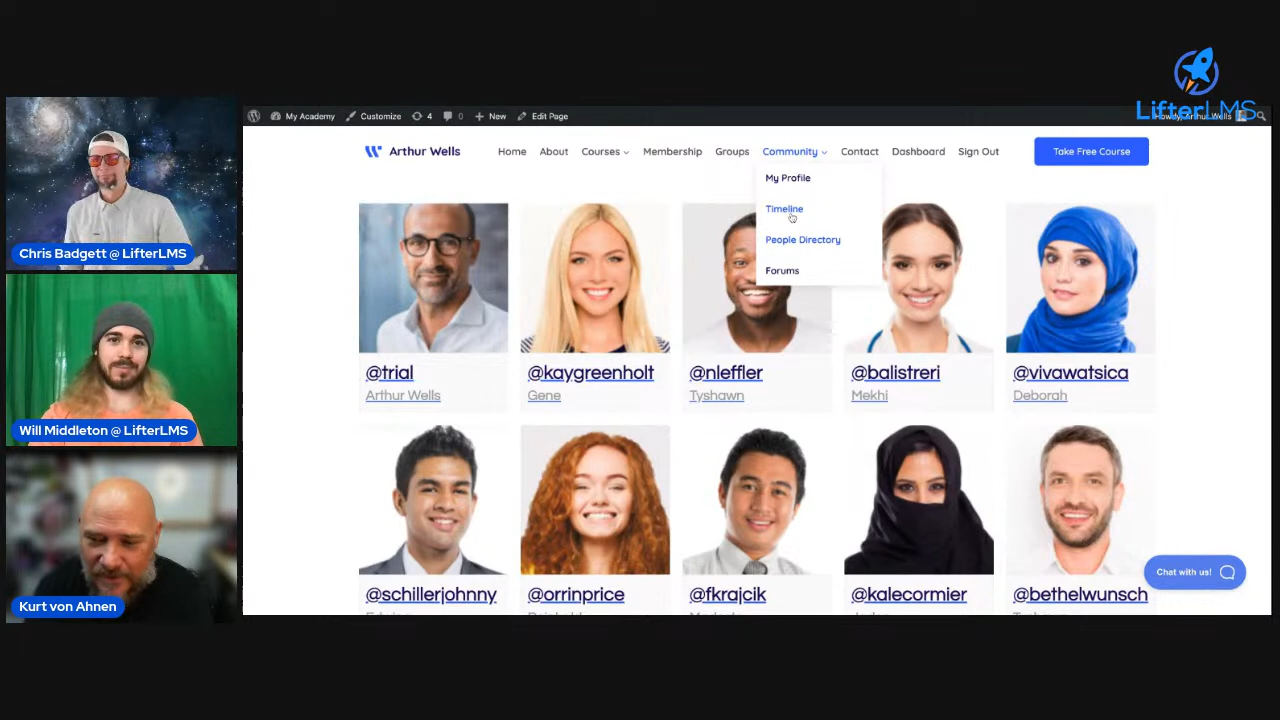 LifterLMS
My Academy Customize 4 0 New Edit Page
Arthur Wells Home About Courses Membership Groups Community Contact Dashboard Sign Out Take Free Course
My Profile
Timeline
People Directory
Forums
@trial @kaygreenholt @nleffler @balistreri @vivawatsica
Arthur Wells Gene Tyshawn Mekhi Deborah
@schillerjohnny @orrinprice @fkrajcik @kalecormier @bethelwunsch
Chat with us!
Chris Badgett @ LifterLMS
Will Middleton @ LifterLMS
Kurt von Ahnen